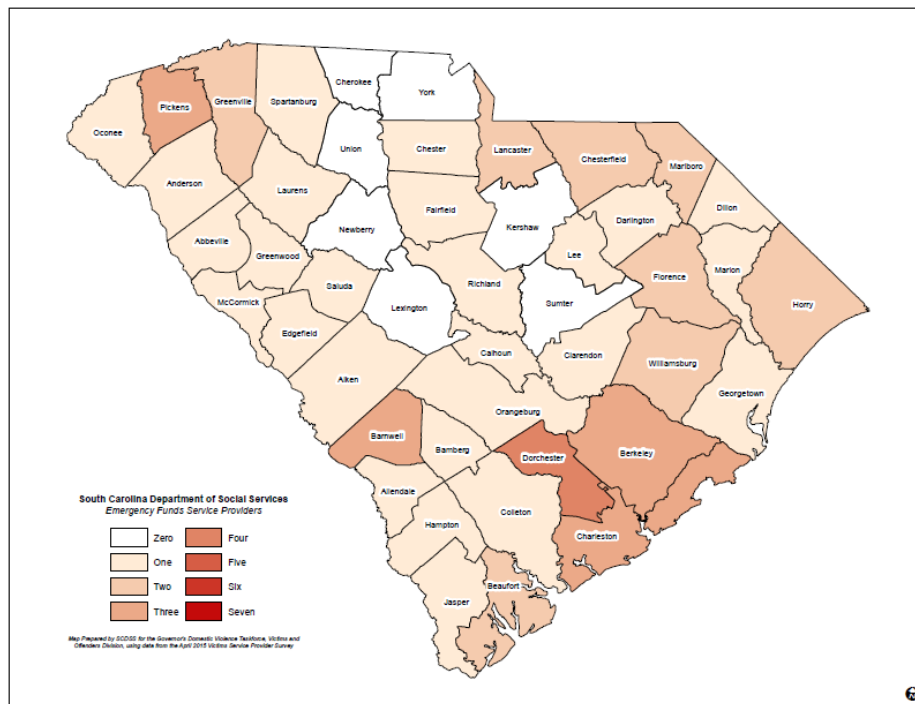 Cherokee
York
Greenville
Spartanburg
Pickens
Oconee
Union
Chester
Lancaster
Chesterfield
Marlboro
Anderson
Laurens
Fairfield
Dillon
Darlington
Newberry
Kershaw
Abbeville
Greenwood
Lee
Marion
Florence
Saluda
Richland
McCormick
Lexington
Sumter
Horry
Edgefield
Calhoun
Clarendon
Williamsburg
Aiken
Georgetown
Orangeburg
Barnwell
Bamberg
Dorchester
Berkeley
Allendale
Colleton
Hampton
Charleston
Beaufort
Jasper
South Carolina Department of Social Services
Emergency Funds Service Providers
Zero
Four
One
Five
Two
Six
Three
Seven
Map Prepared by SCDSS for the Governor's Domestic Violence Taskforce, Victims and
Offenders Division, using data from the April 2015 Victims Service Provider Survey